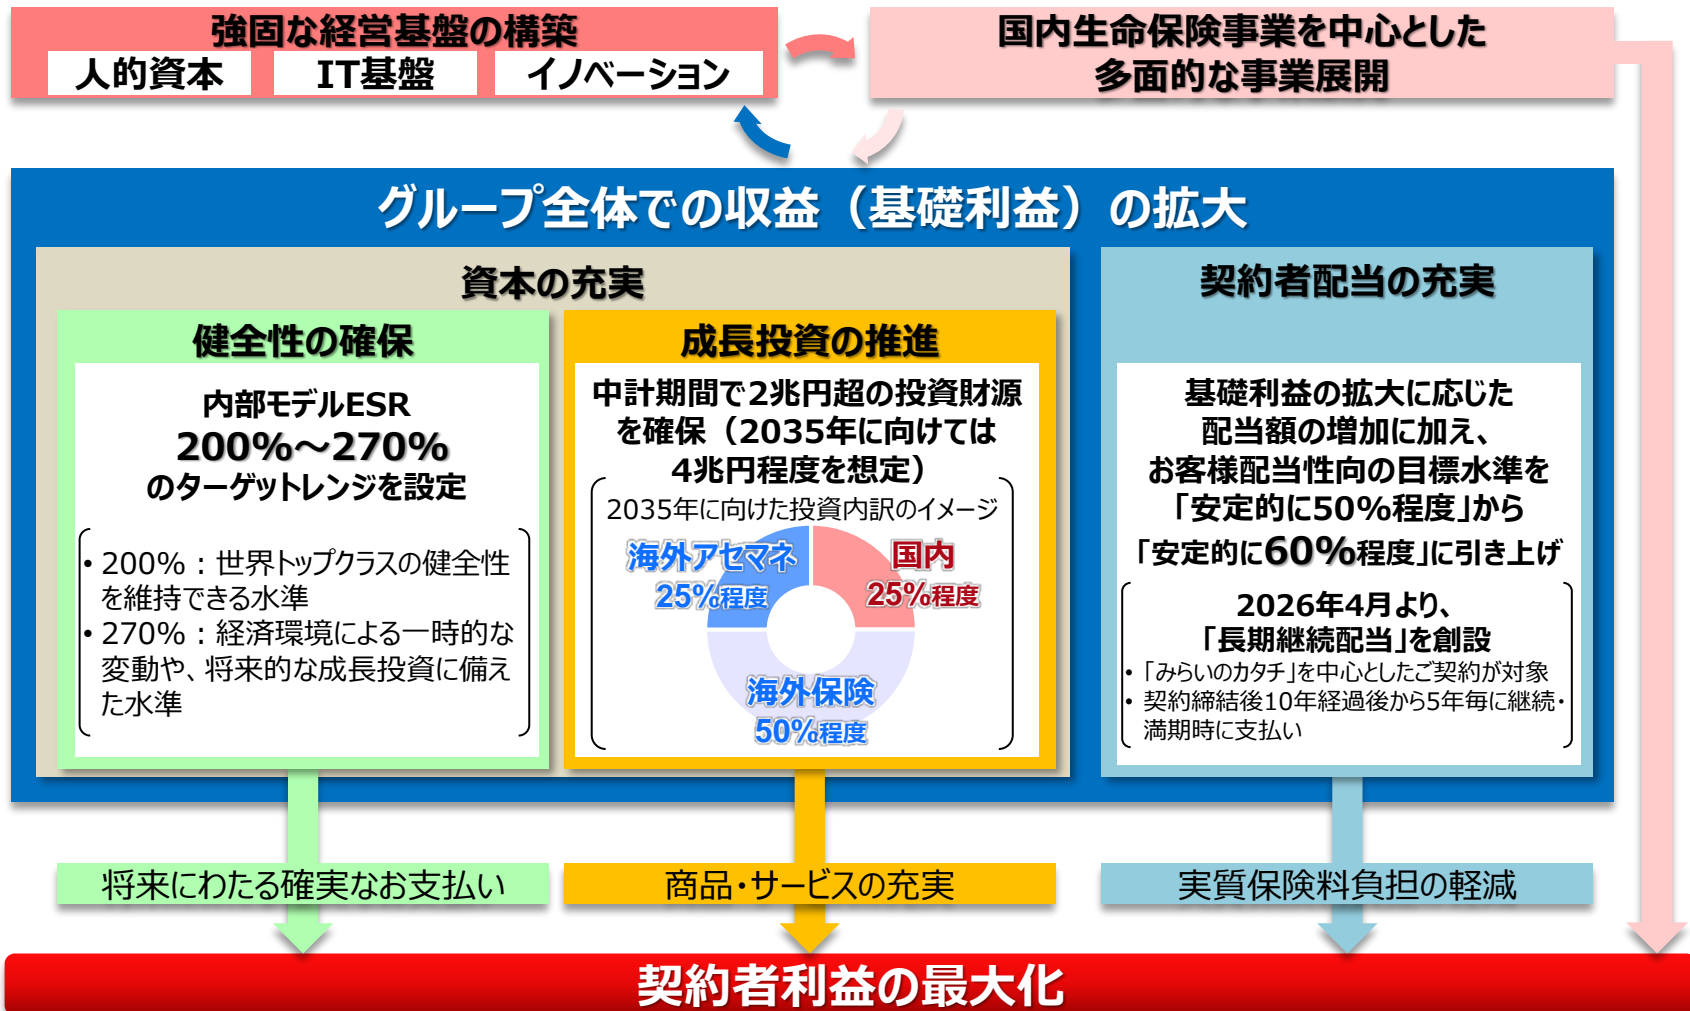 強固な経営基盤の構築
人的資本
IT基盤
イノベーション
国内生命保険事業を中心とした
多面的な事業展開
グループ全体での収益（基礎利益）の拡大
資本の充実
健全性の確保
内部モデルESR
200%～270%
のターゲットレンジを設定
• 200%：世界トップクラスの健全性
を維持できる水準
• 270%：経済環境による一時的な
変動や、将来的な成長投資に備え
た水準
成長投資の推進
中計期間で2兆円超の投資財源
を確保（2035年に向けては
4兆円程度を想定）
2035年に向けた投資内訳のイメージ
海外アセマネ
25%程度
国内
25%程度
海外保険
50%程度
契約者配当の充実
基礎利益の拡大に応じた
配当額の増加に加え、
お客様配当性向の目標水準を
「安定的に50%程度」から
「安定的に60%程度」に引き上げ
2026年4月より、
「長期継続配当」を創設
• 「みらいのカタチ」を中心としたご契約が対象
• 契約締結後10年経過後から5年毎に継続・
満期時に支払い
将来にわたる確実なお支払い
商品・サービスの充実
実質保険料負担の軽減
契約者利益の最大化